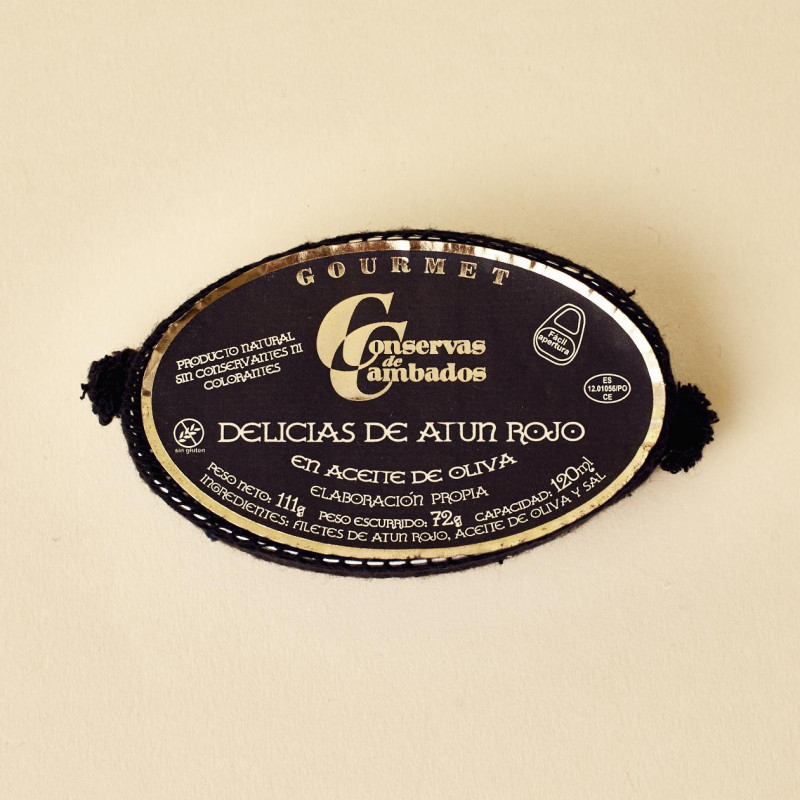 GOURMET
Conservas
de
Cambados
PRODUCTO NATURAL
SIN CONSERVANTES NI
COLORANTES
Fácil
apertura
ES
12.01056/PO
CE
sin gluten
DELICIAS DE ATUN ROJO
EN ACEITE DE OLIVA
ELABORACIÓN PROPIA
PESO NETO: 111g PESO ESCURRIDO: 72g CAPACIDAD: 120ml
INGREDIENTES: FILETES DE ATUN ROJO, ACEITE DE OLIVA Y SAL